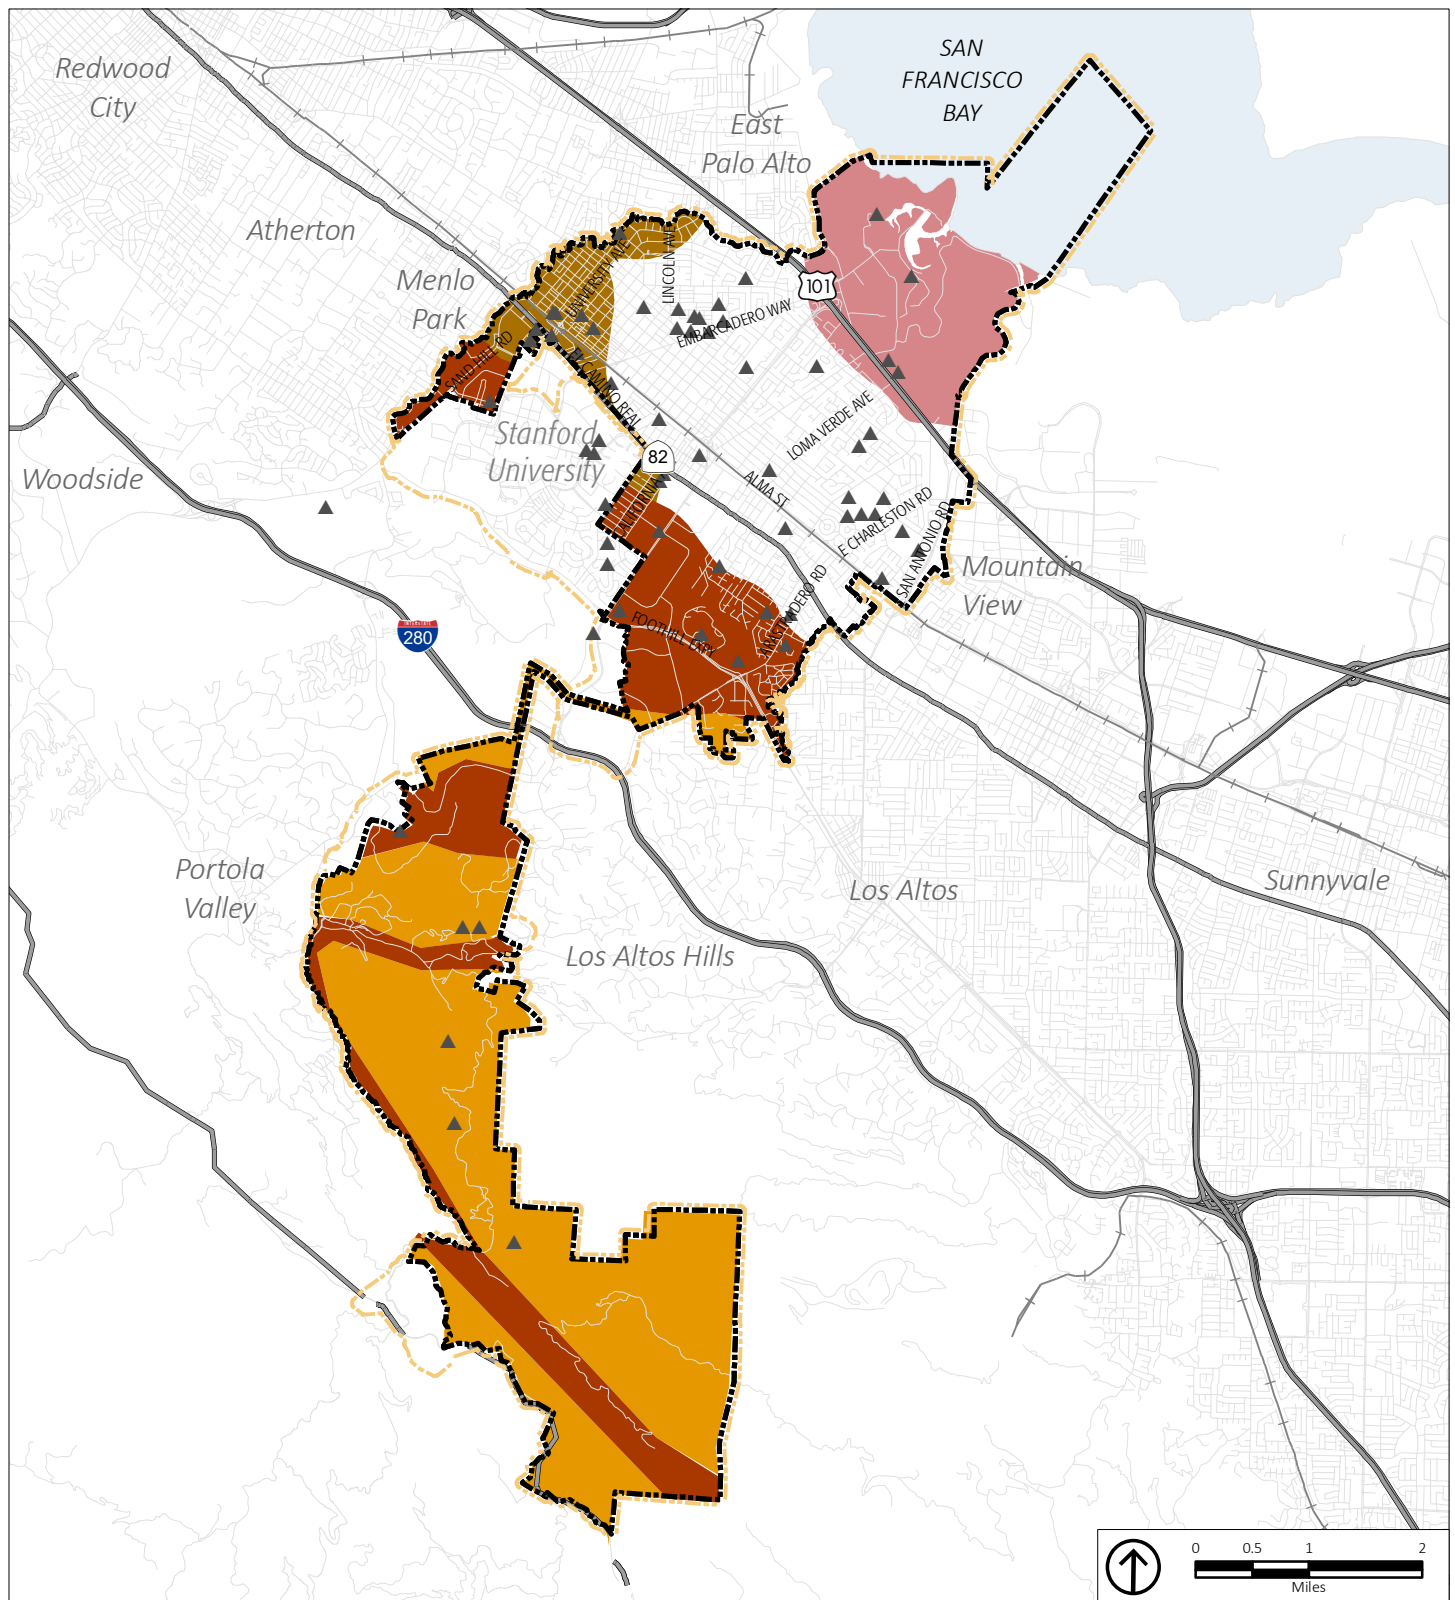 SAN
FRANCISCO
BAY
Redwood
City
East
Palo Alto
Atherton
Menlo
Park
LINCOLN AVE
UNIVERSITY AVE
101
EMBARCADERO WAY
SAND HILL RD
EL CAMINO REAL
LOMA VERDE AVE
Stanford
University
82
Woodside
ALMA ST
CALIFORNIA
E CHARLESTON RD
SAN ANTONIO RD
Mountain
View
ARASTRADERO RD
FOOTHILL EXPY
INTERSTATE
280
Portola
Valley
Los Altos
Sunnyvale
Los Altos Hills
0 0.5 1 2
Miles